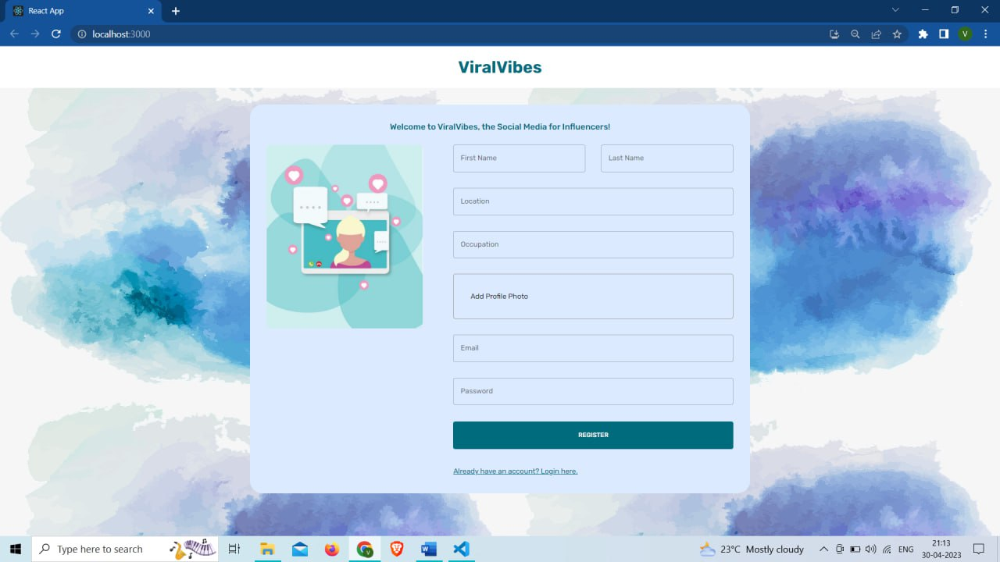 React App
localhost:3000
V
ViralVibes
Welcome to ViralVibes, the Social Media for Influencers!
First Name
Last Name
Location
Occupation
Add Profile Photo
Email
Password
REGISTER
Already have an account? Login here.
Type here to search
23°C Mostly cloudy
ENG
21:13
30-04-2023